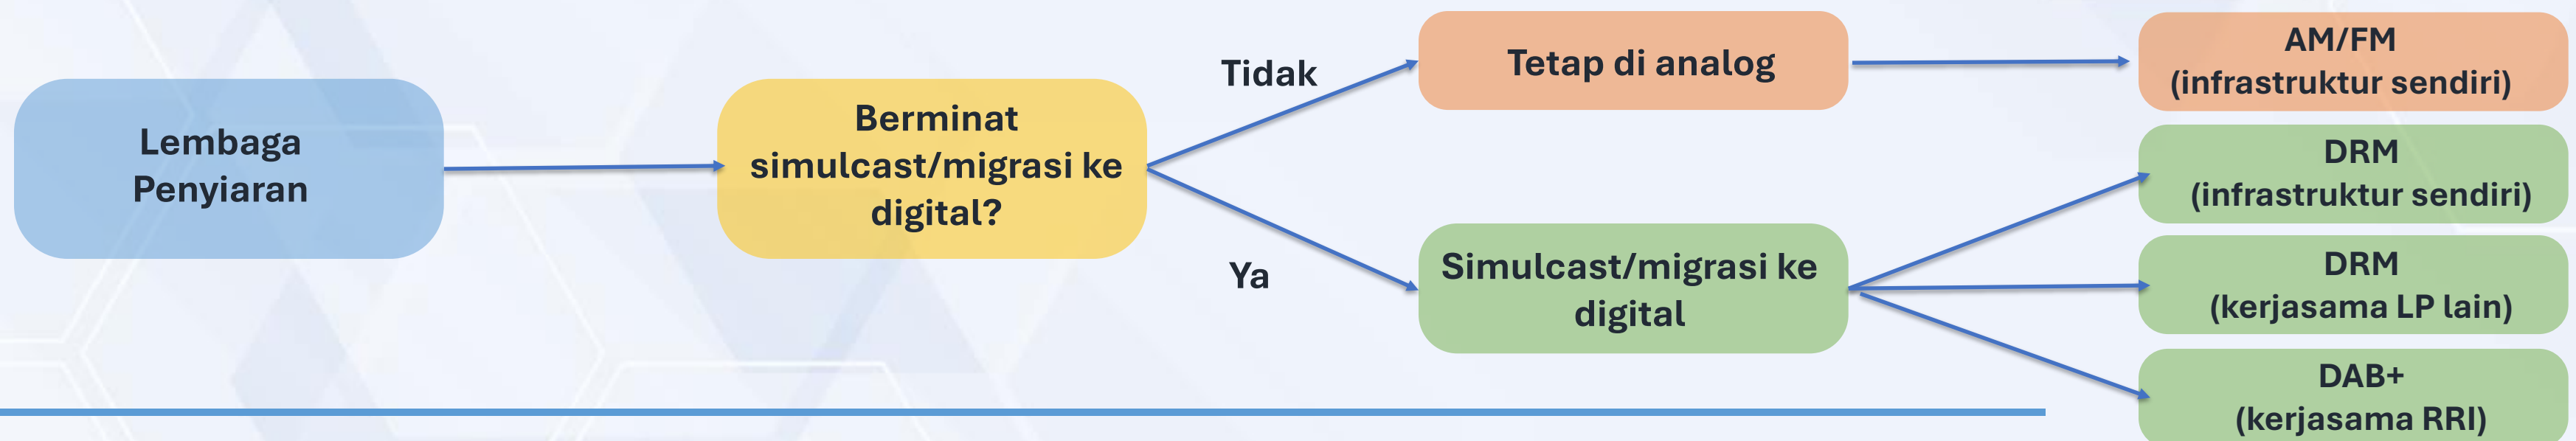 Lembaga
Penyiaran
Berminat
simulcast/migrasi ke
digital?
Tidak
Ya
Tetap di analog
Simulcast/migrasi ke
digital
AM/FM
(infrastruktur sendiri)
DRM
(infrastruktur sendiri)
DRM
(kerjasama LP lain)
DAB+
(kerjasama RRI)